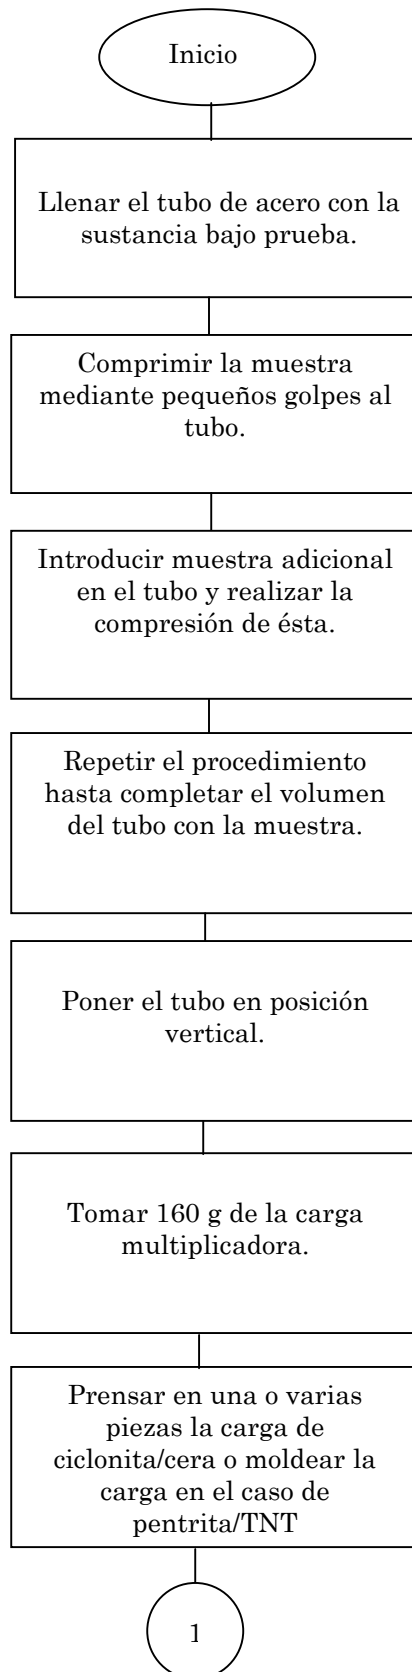 Inicio
Llenar el tubo de acero con la
sustancia bajo prueba.
Comprimir la muestra
mediante pequeños golpes al
tubo.
Introducir muestra adicional
en el tubo y realizar la
compresión de ésta.
Repetir el procedimiento
hasta completar el volumen
del tubo con la muestra.
Poner el tubo en posición
vertical.
Tomar 160 g de la carga
multiplicadora.
Prensar en una o varias
piezas la carga de
ciclonita/cera o moldear la
carga en el caso de
pentrita/TNT
1